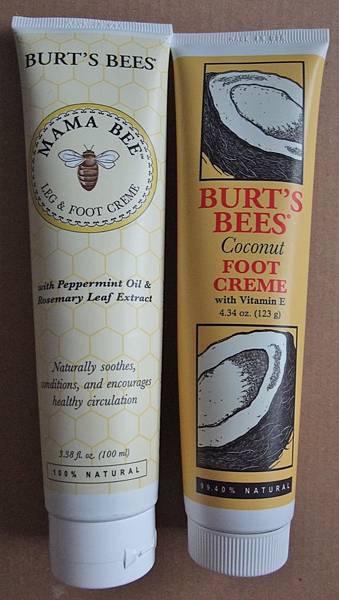 BURT'S BEES®
MAMA BEE™
LEG & FOOT CREME
with Peppermint Oil &
Rosemary Leaf Extract
Naturally soothes,
conditions, and encourages
healthy circulation
3.38 fl. oz. (100 ml)
100% NATURAL
BURT'S
BEES®
Coconut
FOOT
CREME
with Vitamin E
4.34 oz. (123 g)
99.40% NATURAL